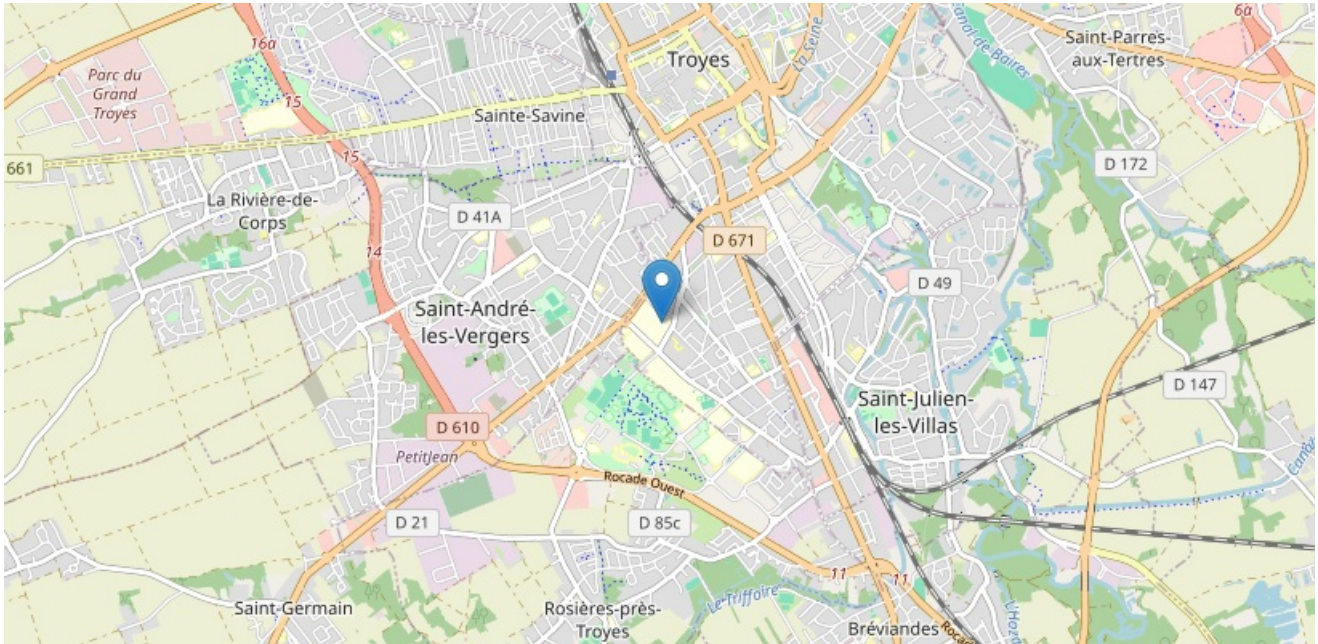 6a
Saint-Parres-
aux-Tertres
16a
Troyes
La Seine
Canal de Baires
Parc du
Grand
Troyes
15
Sainte-Savine
15
661
D 172
La Rivière-de-
Corps
D 41A
D 671
14
D 49
Saint-André-
les-Vergers
D 147
Saint-Julien-
les-Villas
D 610
PetitJean
Rocade Ouest
D 21
D 85c
11
11
Saint-Germain
Rosières-près-
Troyes
Le Triffoire
Bréviandes